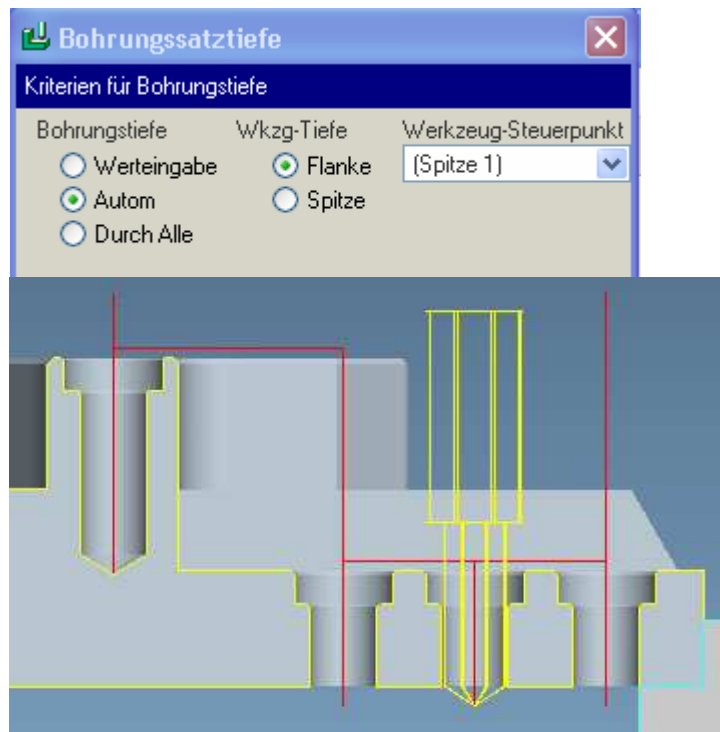 Bohrungssatztiefe
Kriterien für Bohrungstiefe
Bohrungstiefe Wkzg-Tiefe Werkzeug-Steuerpunkt
Werteingabe Flanke (Spitze 1)
Autom Spitze
Durch Alle